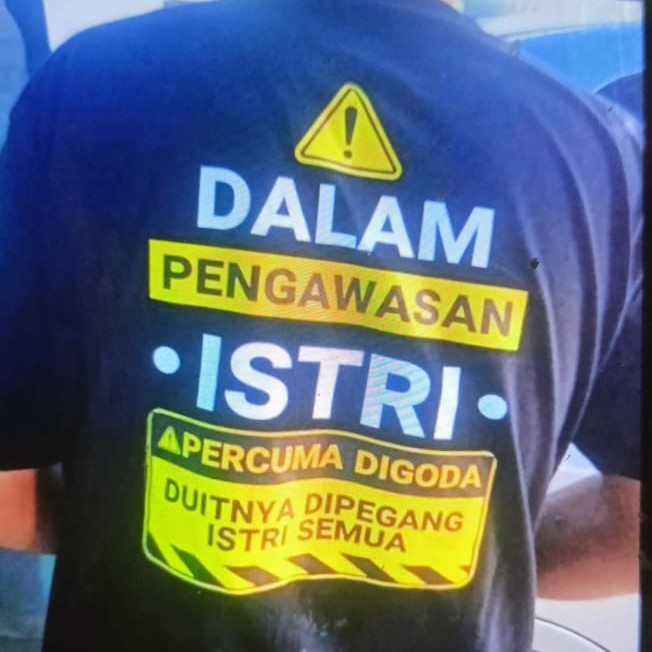 DALAM
PENGAWASAN
•ISTRI•
PERCUMA DIGODA
DUITNYA DIPEGANG
ISTRI SEMUA